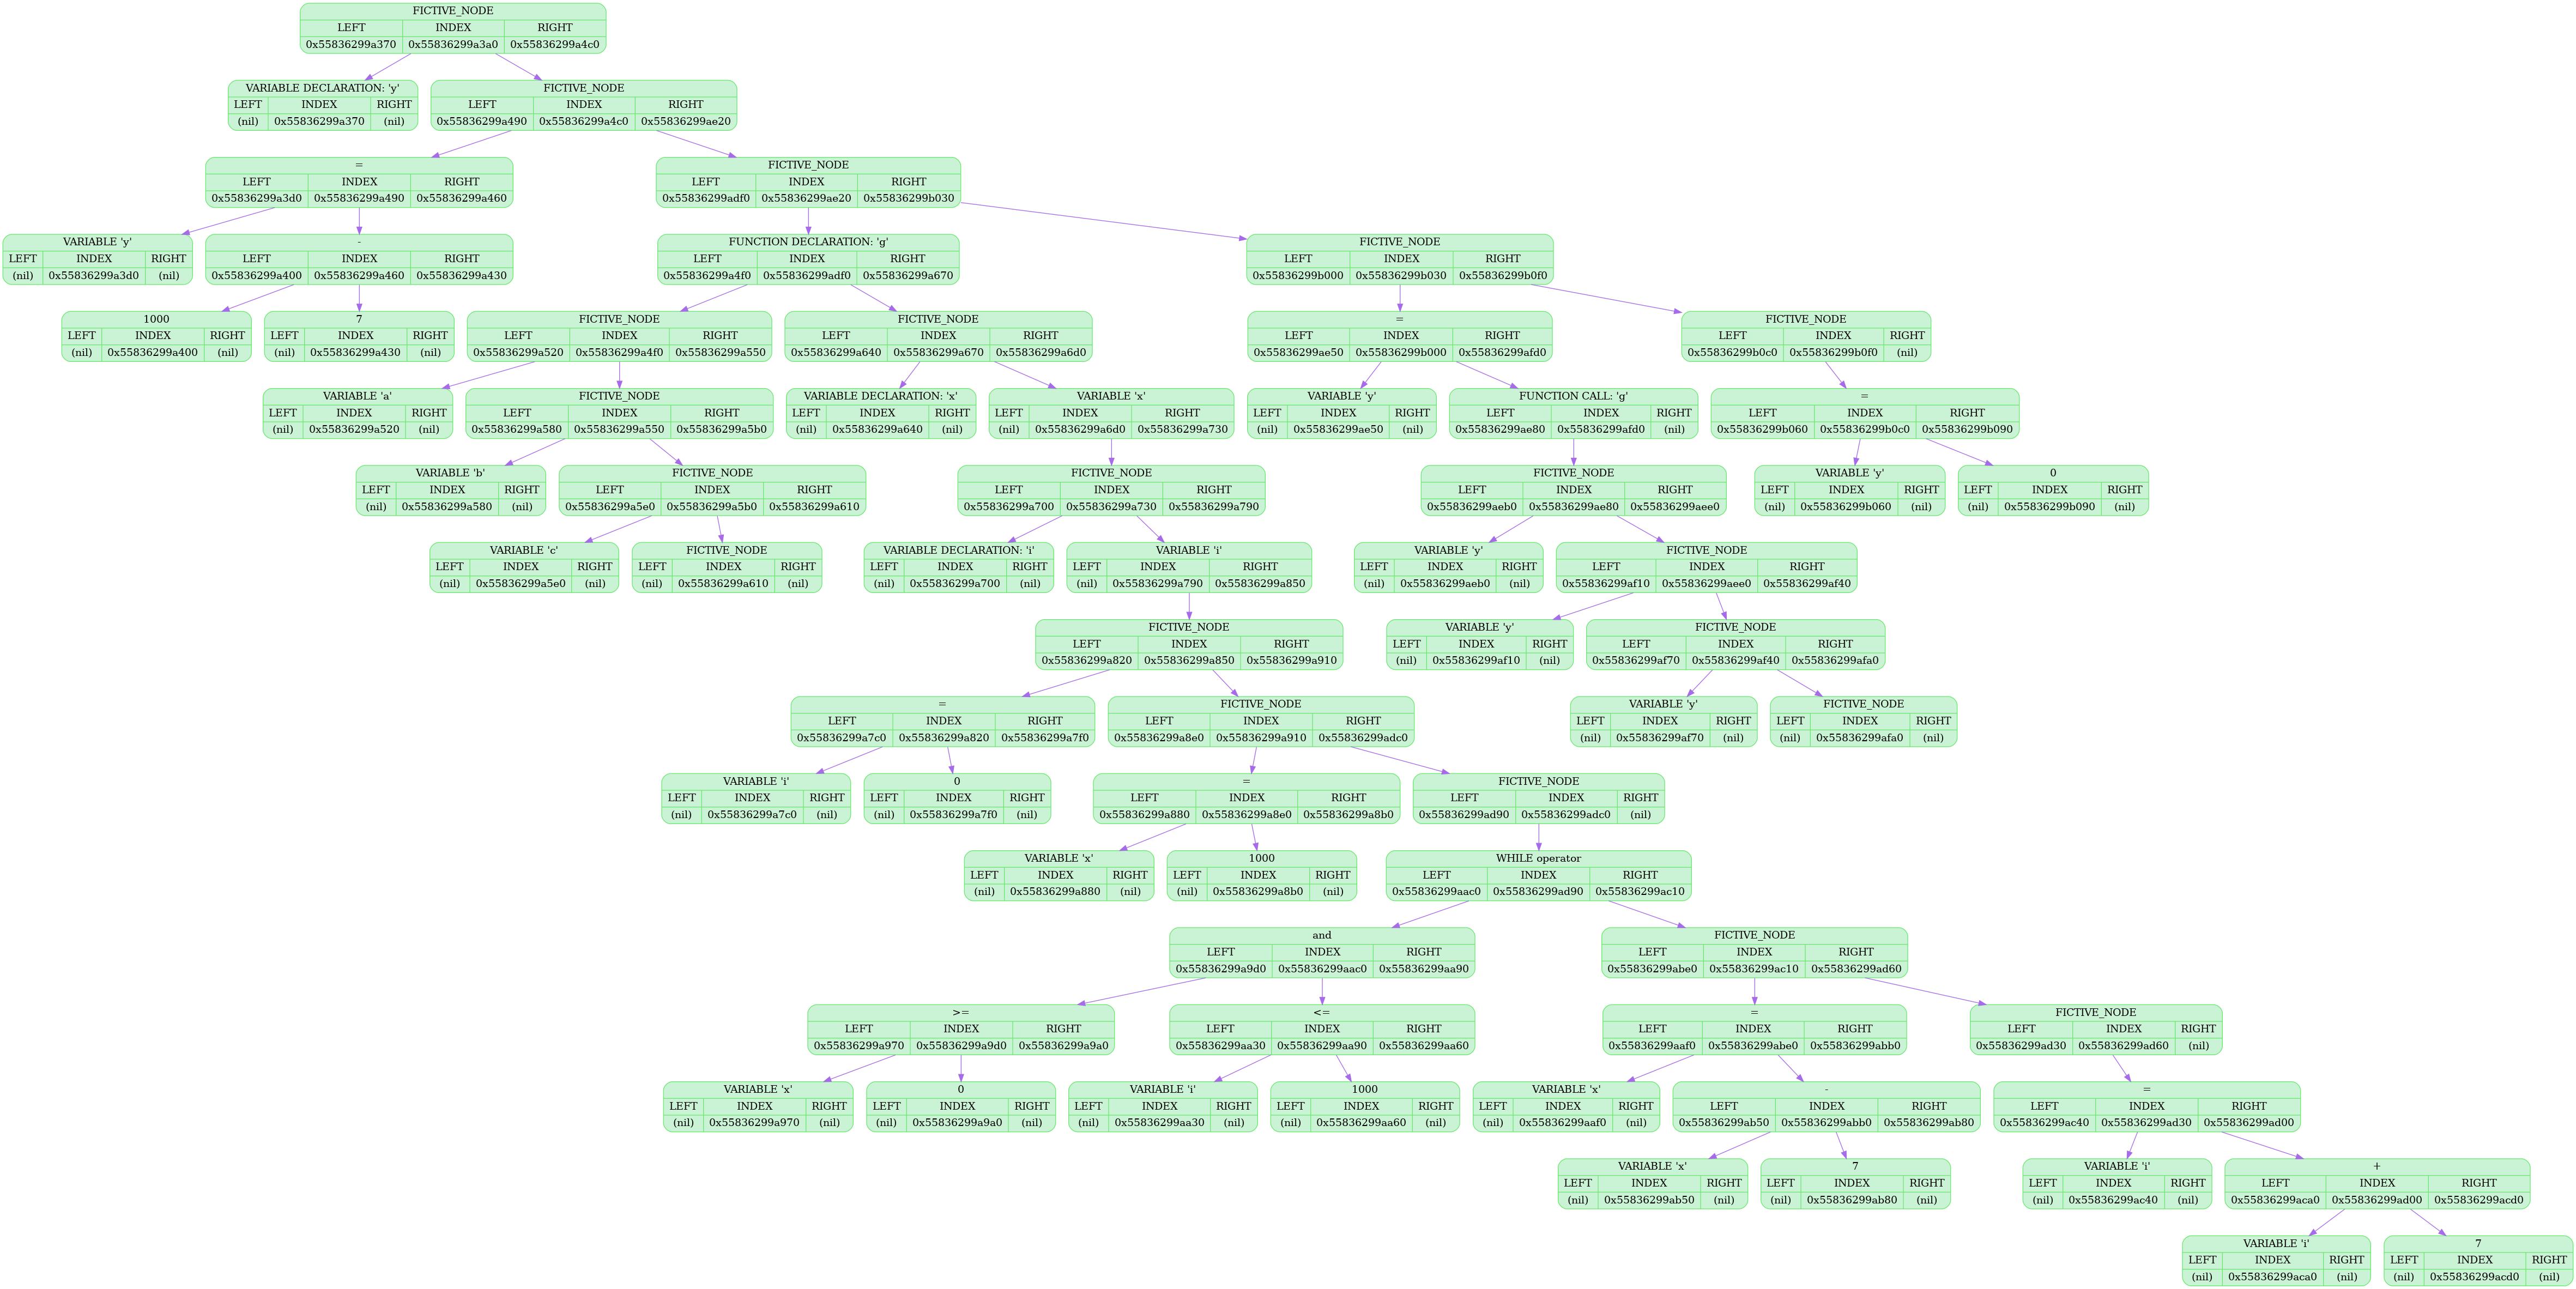 FICTIVE_NODE
LEFT INDEX RIGHT
0x55836299a370 0x55836299a3a0 0x55836299a4c0
VARIABLE DECLARATION: 'y'
LEFT INDEX RIGHT
(nil) 0x55836299a370 (nil)
FICTIVE_NODE
LEFT INDEX RIGHT
0x55836299a490 0x55836299a4c0 0x55836299ae20
=
LEFT INDEX RIGHT
0x55836299a3d0 0x55836299a490 0x55836299a460
FICTIVE_NODE
LEFT INDEX RIGHT
0x55836299adf0 0x55836299ae20 0x55836299b030
VARIABLE 'y'
LEFT INDEX RIGHT
(nil) 0x55836299a3d0 (nil)
-
LEFT INDEX RIGHT
0x55836299a400 0x55836299a460 0x55836299a430
FUNCTION DECLARATION: 'g'
LEFT INDEX RIGHT
0x55836299a4f0 0x55836299adf0 0x55836299a670
FICTIVE_NODE
LEFT INDEX RIGHT
0x55836299b000 0x55836299b030 0x55836299b0f0
1000
LEFT INDEX RIGHT
(nil) 0x55836299a400 (nil)
7
LEFT INDEX RIGHT
(nil) 0x55836299a430 (nil)
FICTIVE_NODE
LEFT INDEX RIGHT
0x55836299a520 0x55836299a4f0 0x55836299a550
FICTIVE_NODE
LEFT INDEX RIGHT
0x55836299a640 0x55836299a670 0x55836299a6d0
=
LEFT INDEX RIGHT
0x55836299ae50 0x55836299b000 0x55836299afd0
FICTIVE_NODE
LEFT INDEX RIGHT
0x55836299b0c0 0x55836299b0f0 (nil)
VARIABLE 'a'
LEFT INDEX RIGHT
(nil) 0x55836299a520 (nil)
FICTIVE_NODE
LEFT INDEX RIGHT
0x55836299a580 0x55836299a550 0x55836299a5b0
VARIABLE DECLARATION: 'x'
LEFT INDEX RIGHT
(nil) 0x55836299a640 (nil)
VARIABLE 'x'
LEFT INDEX RIGHT
(nil) 0x55836299a6d0 0x55836299a730
VARIABLE 'y'
LEFT INDEX RIGHT
(nil) 0x55836299ae50 (nil)
FUNCTION CALL: 'g'
LEFT INDEX RIGHT
0x55836299ae80 0x55836299afd0 (nil)
=
LEFT INDEX RIGHT
0x55836299b060 0x55836299b0c0 0x55836299b090
VARIABLE 'b'
LEFT INDEX RIGHT
(nil) 0x55836299a580 (nil)
FICTIVE_NODE
LEFT INDEX RIGHT
0x55836299a5e0 0x55836299a5b0 0x55836299a610
FICTIVE_NODE
LEFT INDEX RIGHT
0x55836299a700 0x55836299a730 0x55836299a790
FICTIVE_NODE
LEFT INDEX RIGHT
0x55836299aeb0 0x55836299ae80 0x55836299aee0
VARIABLE 'y'
LEFT INDEX RIGHT
(nil) 0x55836299b060 (nil)
0
LEFT INDEX RIGHT
(nil) 0x55836299b090 (nil)
VARIABLE 'c'
LEFT INDEX RIGHT
(nil) 0x55836299a5e0 (nil)
FICTIVE_NODE
LEFT INDEX RIGHT
(nil) 0x55836299a610 (nil)
VARIABLE DECLARATION: 'i'
LEFT INDEX RIGHT
(nil) 0x55836299a700 (nil)
VARIABLE 'i'
LEFT INDEX RIGHT
(nil) 0x55836299a790 0x55836299a850
VARIABLE 'y'
LEFT INDEX RIGHT
(nil) 0x55836299aeb0 (nil)
FICTIVE_NODE
LEFT INDEX RIGHT
0x55836299af10 0x55836299aee0 0x55836299af40
FICTIVE_NODE
LEFT INDEX RIGHT
0x55836299a820 0x55836299a850 0x55836299a910
VARIABLE 'y'
LEFT INDEX RIGHT
(nil) 0x55836299af10 (nil)
FICTIVE_NODE
LEFT INDEX RIGHT
0x55836299af70 0x55836299af40 0x55836299afa0
=
LEFT INDEX RIGHT
0x55836299a7c0 0x55836299a820 0x55836299a7f0
FICTIVE_NODE
LEFT INDEX RIGHT
0x55836299a8e0 0x55836299a910 0x55836299adc0
VARIABLE 'y'
LEFT INDEX RIGHT
(nil) 0x55836299af70 (nil)
FICTIVE_NODE
LEFT INDEX RIGHT
(nil) 0x55836299afa0 (nil)
VARIABLE 'i'
LEFT INDEX RIGHT
(nil) 0x55836299a7c0 (nil)
0
LEFT INDEX RIGHT
(nil) 0x55836299a7f0 (nil)
=
LEFT INDEX RIGHT
0x55836299a880 0x55836299a8e0 0x55836299a8b0
FICTIVE_NODE
LEFT INDEX RIGHT
0x55836299ad90 0x55836299adc0 (nil)
VARIABLE 'x'
LEFT INDEX RIGHT
(nil) 0x55836299a880 (nil)
1000
LEFT INDEX RIGHT
(nil) 0x55836299a8b0 (nil)
WHILE operator
LEFT INDEX RIGHT
0x55836299aac0 0x55836299ad90 0x55836299ac10
and
LEFT INDEX RIGHT
0x55836299a9d0 0x55836299aac0 0x55836299aa90
FICTIVE_NODE
LEFT INDEX RIGHT
0x55836299abe0 0x55836299ac10 0x55836299ad60
>=
LEFT INDEX RIGHT
0x55836299a970 0x55836299a9d0 0x55836299a9a0
<=
LEFT INDEX RIGHT
0x55836299aa30 0x55836299aa90 0x55836299aa60
=
LEFT INDEX RIGHT
0x55836299aaf0 0x55836299abe0 0x55836299abb0
FICTIVE_NODE
LEFT INDEX RIGHT
0x55836299ad30 0x55836299ad60 (nil)
VARIABLE 'x'
LEFT INDEX RIGHT
(nil) 0x55836299a970 (nil)
0
LEFT INDEX RIGHT
(nil) 0x55836299a9a0 (nil)
VARIABLE 'i'
LEFT INDEX RIGHT
(nil) 0x55836299aa30 (nil)
1000
LEFT INDEX RIGHT
(nil) 0x55836299aa60 (nil)
VARIABLE 'x'
LEFT INDEX RIGHT
(nil) 0x55836299aaf0 (nil)
-
LEFT INDEX RIGHT
0x55836299ab50 0x55836299abb0 0x55836299ab80
=
LEFT INDEX RIGHT
0x55836299ac40 0x55836299ad30 0x55836299ad00
VARIABLE 'x'
LEFT INDEX RIGHT
(nil) 0x55836299ab50 (nil)
7
LEFT INDEX RIGHT
(nil) 0x55836299ab80 (nil)
VARIABLE 'i'
LEFT INDEX RIGHT
(nil) 0x55836299ac40 (nil)
+
LEFT INDEX RIGHT
0x55836299aca0 0x55836299ad00 0x55836299acd0
VARIABLE 'i'
LEFT INDEX RIGHT
(nil) 0x55836299aca0 (nil)
7
LEFT INDEX RIGHT
(nil) 0x55836299acd0 (nil)